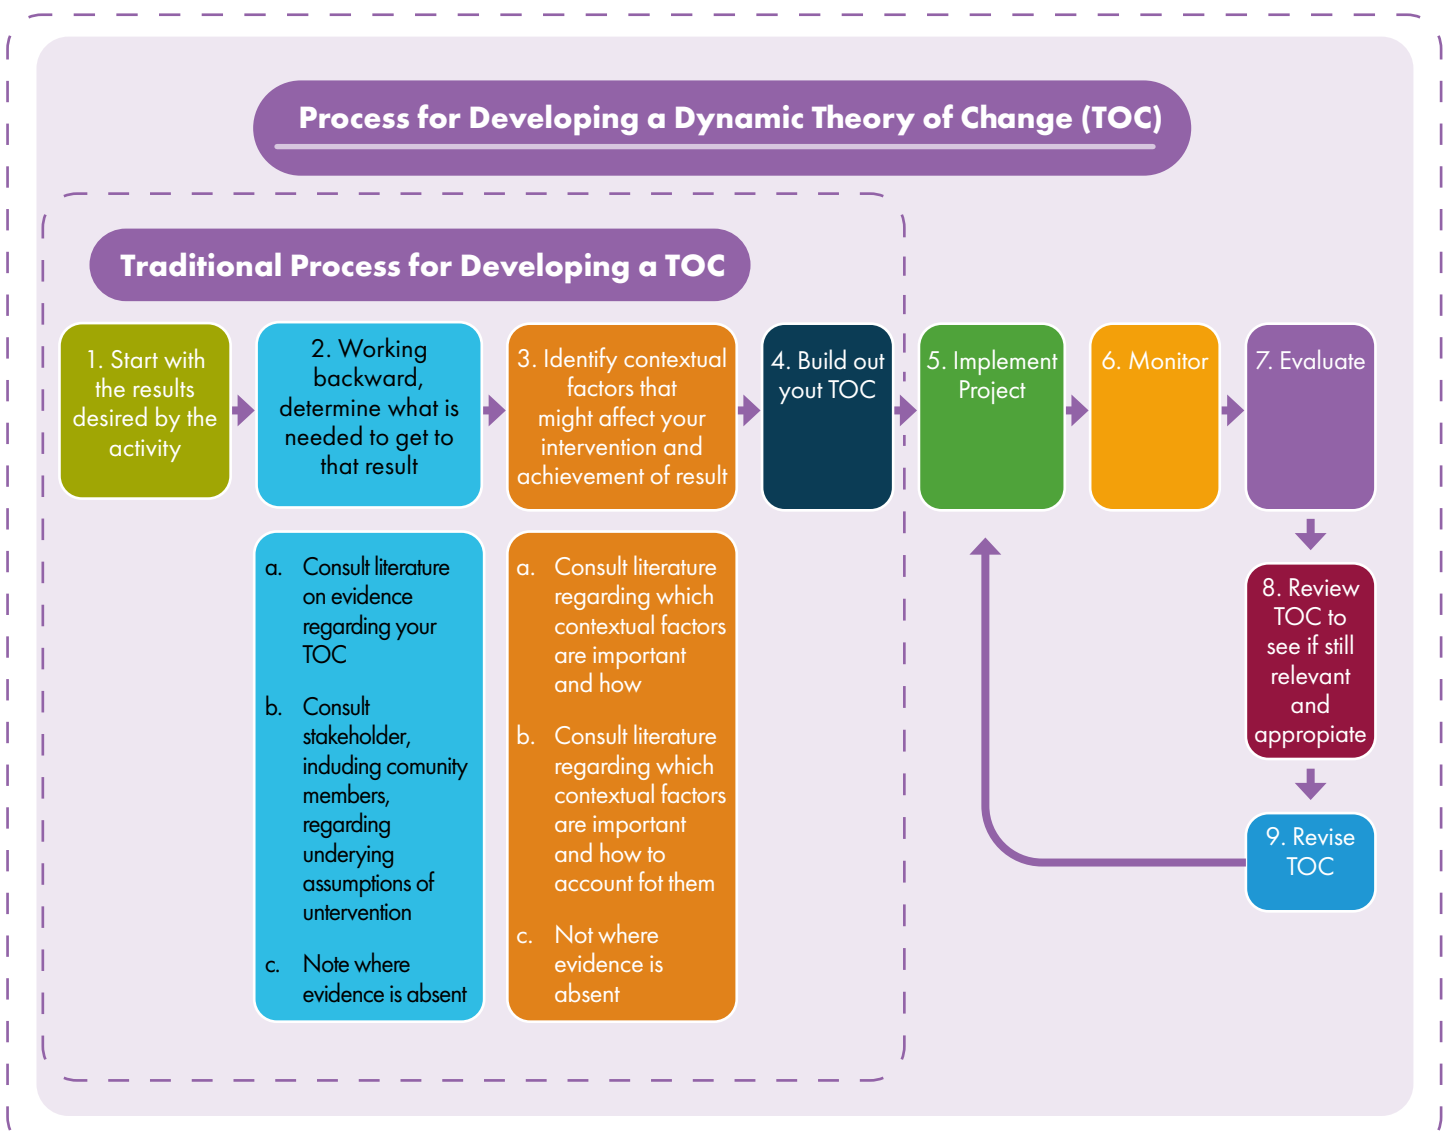 Process for Developing a Dynamic Theory of Change (TOC)
Traditional Process for Developing a TOC
1. Start with
the results
desired by the
activity
2. Working
backward,
determine what is
needed to get to
that result
3. Identify contextual
factors that
might affect your
intervention and
achievement of result
4. Build out
yout TOC
5. Implement
Project
6. Monitor
7. Evaluate
a. Consult literature
on evidence
regarding your
TOC
b. Consult
stakeholder,
induding comunity
members,
regarding
underying
assumptions of
untervention
c. Note where
evidence is absent
a. Consult literature
regarding which
contextual factors
are important
and how
b. Consult literature
regarding which
contextual factors
are important
and how to
account fot them
c. Not where
evidence is
absent
8. Review
TOC to
see if still
relevant
and
appropiate
9. Revise
TOC